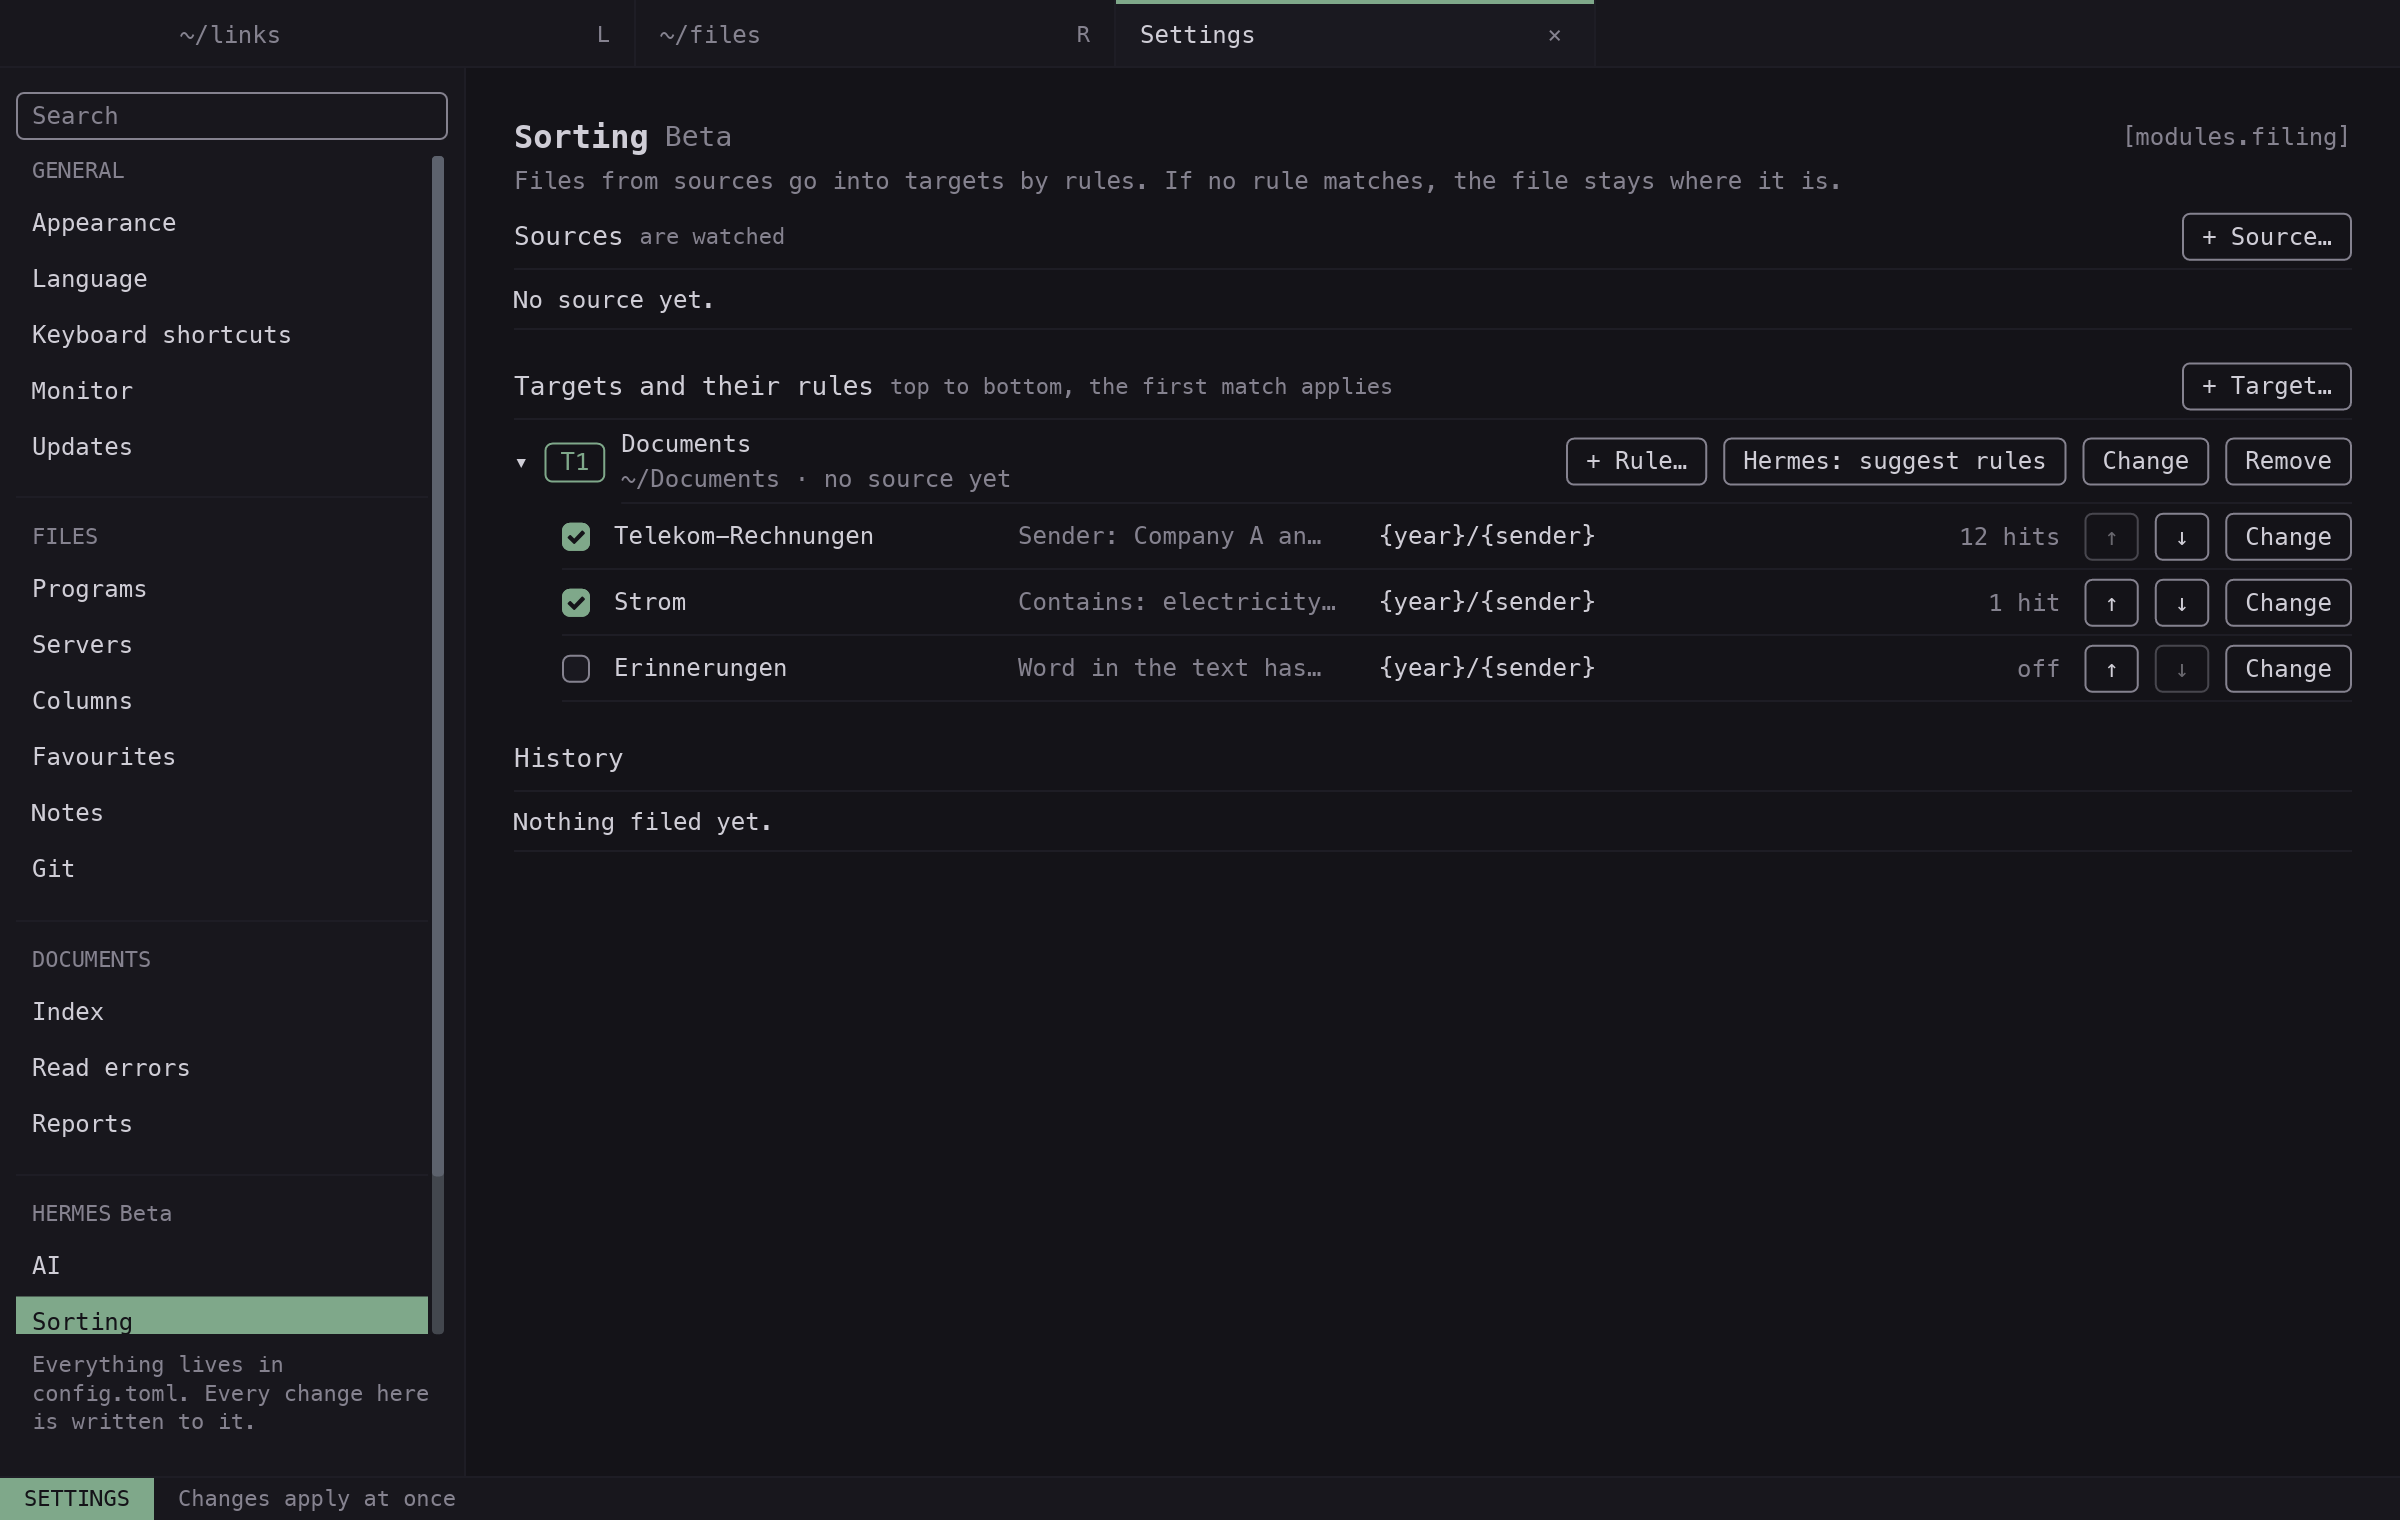 ~/links L ~/files R Settings ×
Search
GENERAL
Appearance
Language
Keyboard shortcuts
Monitor
Updates
FILES
Programs
Servers
Columns
Favourites
Notes
Git
DOCUMENTS
Index
Read errors
Reports
HERMES Beta
AI
Sorting
Everything lives in
config.toml. Every change here
is written to it.
Sorting Beta [modules.filing]
Files from sources go into targets by rules. If no rule matches, the file stays where it is.
Sources are watched + Source…
No source yet.
Targets and their rules top to bottom, the first match applies + Target…
▾ T1 Documents
~/Documents · no source yet
+ Rule… Hermes: suggest rules Change Remove
Telekom-Rechnungen Sender: Company A an… {year}/{sender} 12 hits ↑ ↓ Change
Strom Contains: electricity… {year}/{sender} 1 hit ↑ ↓ Change
Erinnerungen Word in the text has… {year}/{sender} off ↑ ↓ Change
History
Nothing filed yet.
SETTINGS Changes apply at once